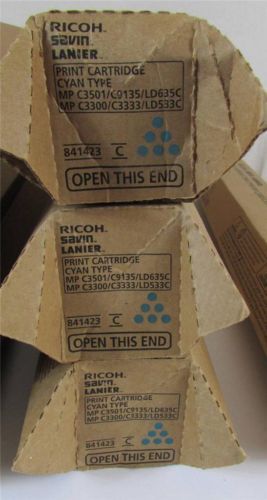 RICOH
savin
LANIER
PRINT CARTRIDGE
CYAN TYPE
MP C3501/C9135/LD635C
MP C3300/C3333/LD533C
841423 C
OPEN THIS END
RICOH
savin
LANIER
PRINT CARTRIDGE
CYAN TYPE
MP C3501/C9135/LD635C
MP C3300/C3333/LD533C
841423 C
OPEN THIS END
RICOH
savin
LANIER
PRINT CARTRIDGE
CYAN TYPE
MP C3501/C9135/LD635C
MP C3300/C3333/LD533C
841423 C
OPEN THIS END